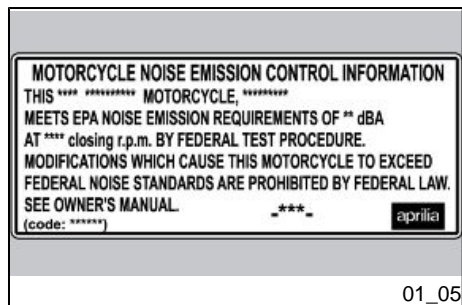 MOTORCYCLE NOISE EMISSION CONTROL INFORMATION
THIS **** ********** MOTORCYCLE, *********
MEETS EPA NOISE EMISSION REQUIREMENTS OF ** dBA
AT **** closing r.p.m. BY FEDERAL TEST PROCEDURE.
MODIFICATIONS WHICH CAUSE THIS MOTORCYCLE TO EXCEED
FEDERAL NOISE STANDARDS ARE PROHIBITED BY FEDERAL LAW.
SEE OWNER'S MANUAL.
-***-
aprilia
(code: ******)
01_05